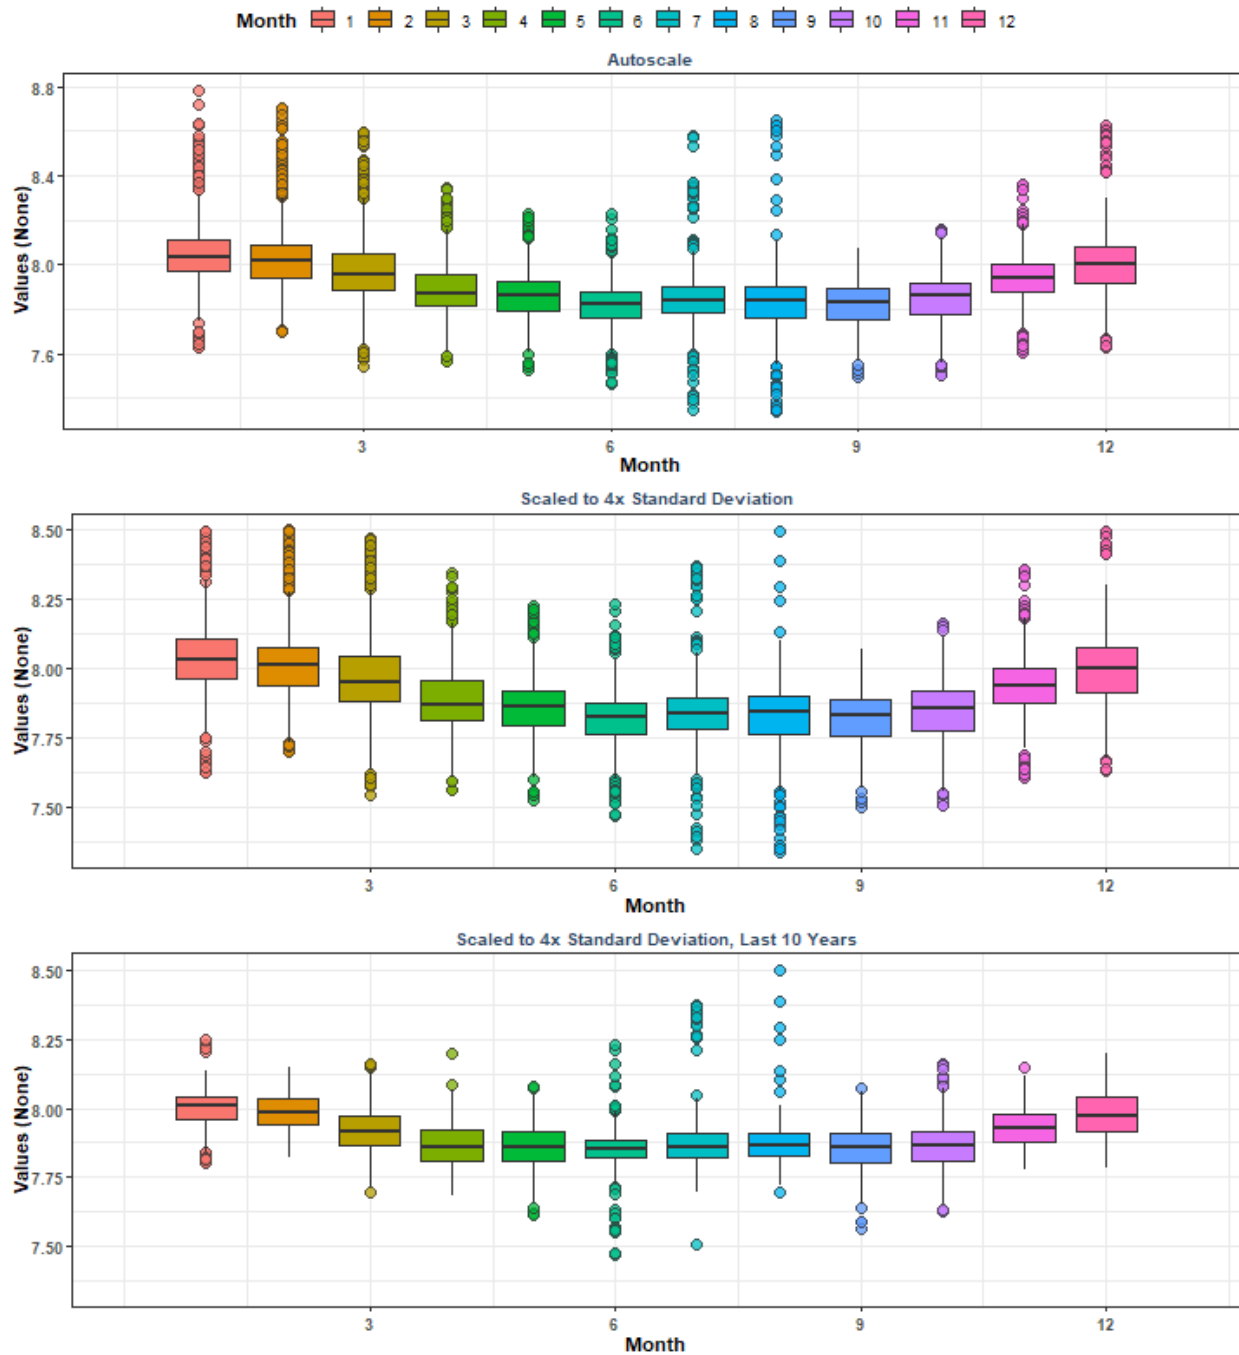 Month 1 2 3 4 5 6 7 8 9 10 11 12
Autoscale
Values (None)
8.8
8.4
8.0
7.6
3 6 9 12
Month
Scaled to 4x Standard Deviation
Values (None)
8.50
8.25
8.00
7.75
7.50
3 6 9 12
Month
Scaled to 4x Standard Deviation, Last 10 Years
Values (None)
8.50
8.25
8.00
7.75
7.50
3 6 9 12
Month